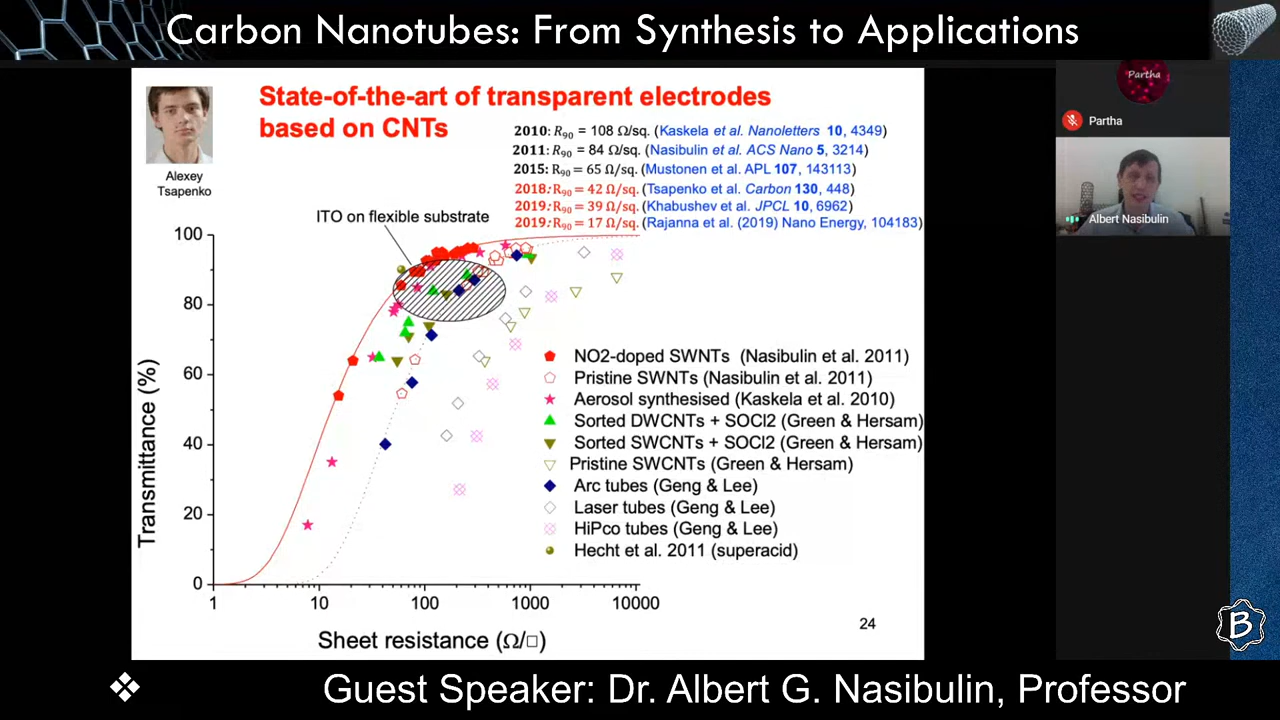 Carbon Nanotubes: From Synthesis to Applications
Alexey
Tsapenko
State-of-the-art of transparent electrodes
based on CNTs
2010: R90 = 108 Ω/sq. (Kaskela et al. Nanoletters 10, 4349)
2011: R90 = 84 Ω/sq. (Nasibulin et al. ACS Nano 5, 3214)
2015: R90 = 65 Ω/sq. (Mustonen et al. APL 107, 143113)
2018: R90 = 42 Ω/sq. (Tsapenko et al. Carbon 130, 448)
2019: R90 = 39 Ω/sq. (Khabushev et al. JPCL 10, 6962)
2019: R90 = 17 Ω/sq. (Rajanna et al. (2019) Nano Energy, 104183)
ITO on flexible substrate
100
80
60
40
20
0
Transmittance (%)
1 10 100 1000 10000
Sheet resistance (Ω/□)
NO2-doped SWNTs (Nasibulin et al. 2011)
Pristine SWNTs (Nasibulin et al. 2011)
Aerosol synthesised (Kaskela et al. 2010)
Sorted DWCNTs + SOCl2 (Green & Hersam)
Sorted SWCNTs + SOCl2 (Green & Hersam)
Pristine SWCNTs (Green & Hersam)
Arc tubes (Geng & Lee)
Laser tubes (Geng & Lee)
HiPco tubes (Geng & Lee)
Hecht et al. 2011 (superacid)
24
Partha
Partha
Albert Nasibulin
B
❖ Guest Speaker: Dr. Albert G. Nasibulin, Professor